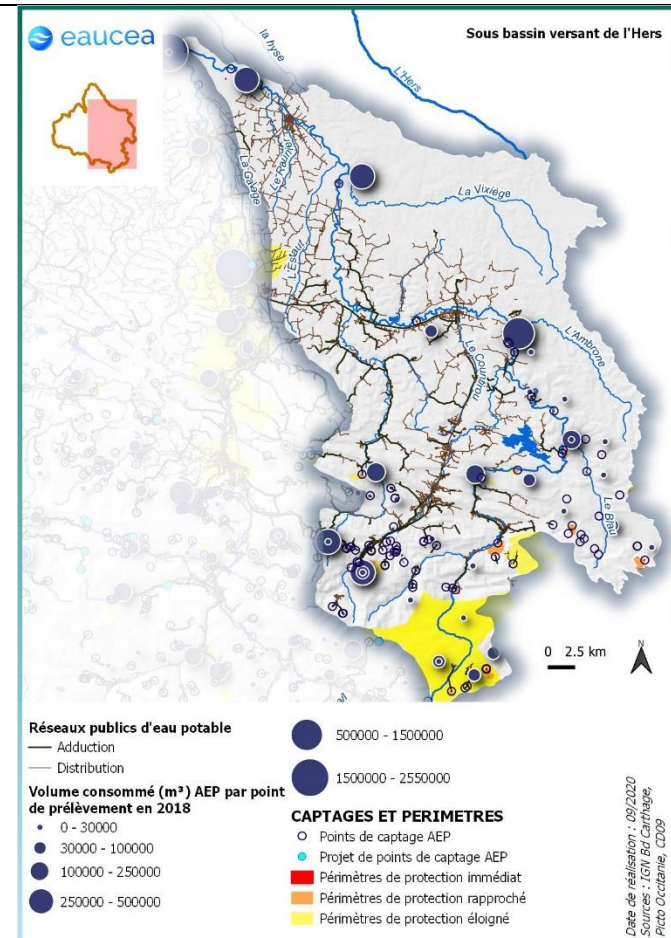 eaucea
Sous bassin versant de l'Hers
la hyse
L'Hers
La Galage
Le Raunier
L'Estaut
La Vixiège
L'Ambrone
Le Countirou
Le Blau
0 2.5 km
N
Réseaux publics d'eau potable
Adduction
Distribution
Volume consommé (m³) AEP par point
de prélèvement en 2018
0 - 30000
30000 - 100000
100000 - 250000
250000 - 500000
500000 - 1500000
1500000 - 2550000
CAPTAGES ET PERIMETRES
Points de captage AEP
Projet de points de captage AEP
Périmètres de protection immédiat
Périmètres de protection rapproché
Périmètres de protection éloigné
Date de réalisation : 09/2020
Sources : IGN Bd Carthage,
Picto Occitanie, CD09